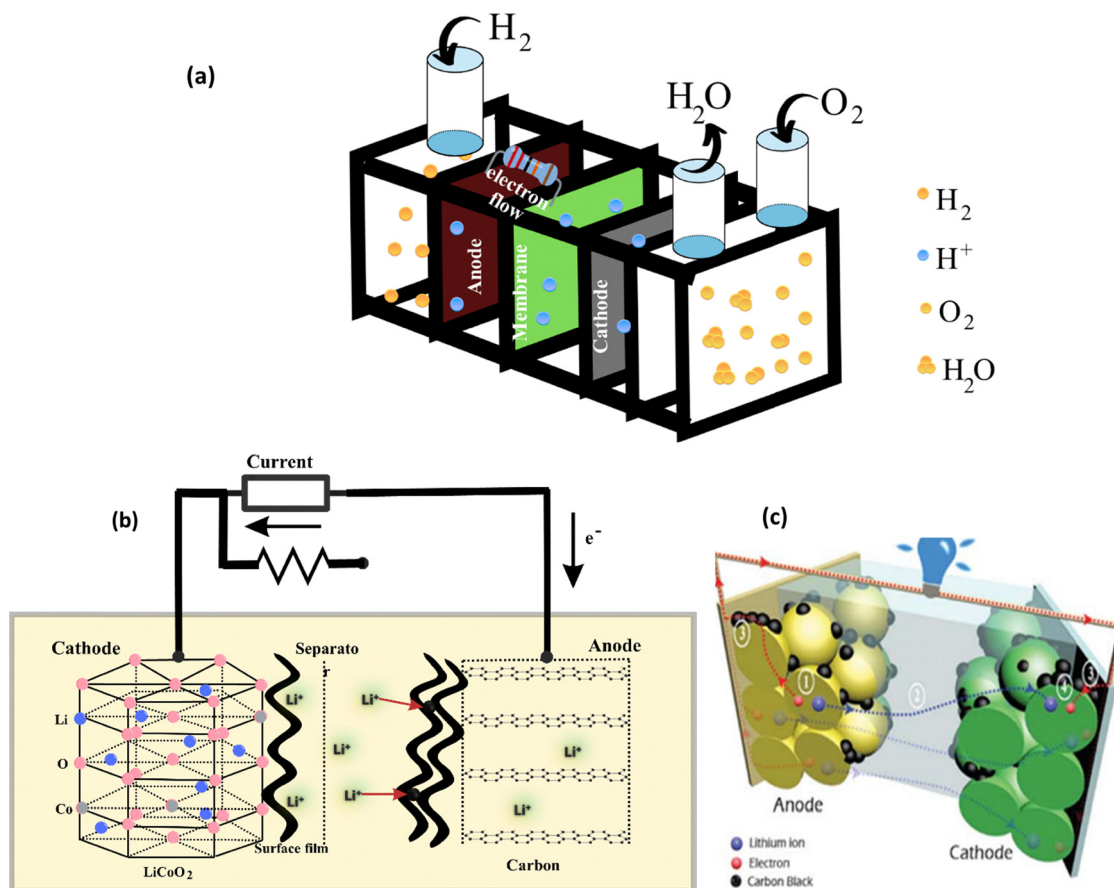 (a)
H₂
H₂O
O₂
electron
flow
Anode
Membrane
Cathode
H₂
H⁺
O₂
H₂O
(b)
Current
e⁻
Cathode
Separato
r
Anode
Li⁺
Li⁺
Li⁺
Li⁺
Li⁺
Li⁺
Li⁺
Li
O
Co
Surface film
LiCoO₂
Carbon
(c)
3
1
2
4
3
Anode
Cathode
Lithium ion
Electron
Carbon Black